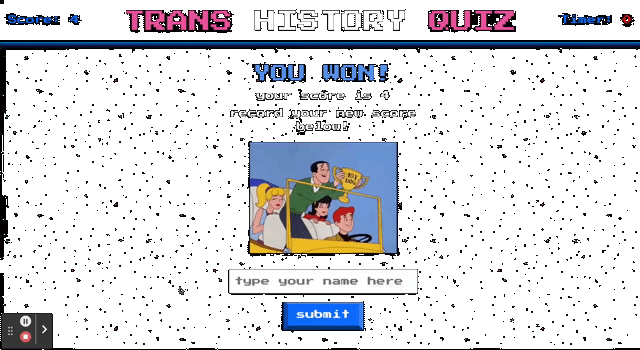 Score: 4
TRANS HISTORY QUIZ
Timer: 0
YOU WON!
your score is 4
record your new score
below!
type your name here
submit